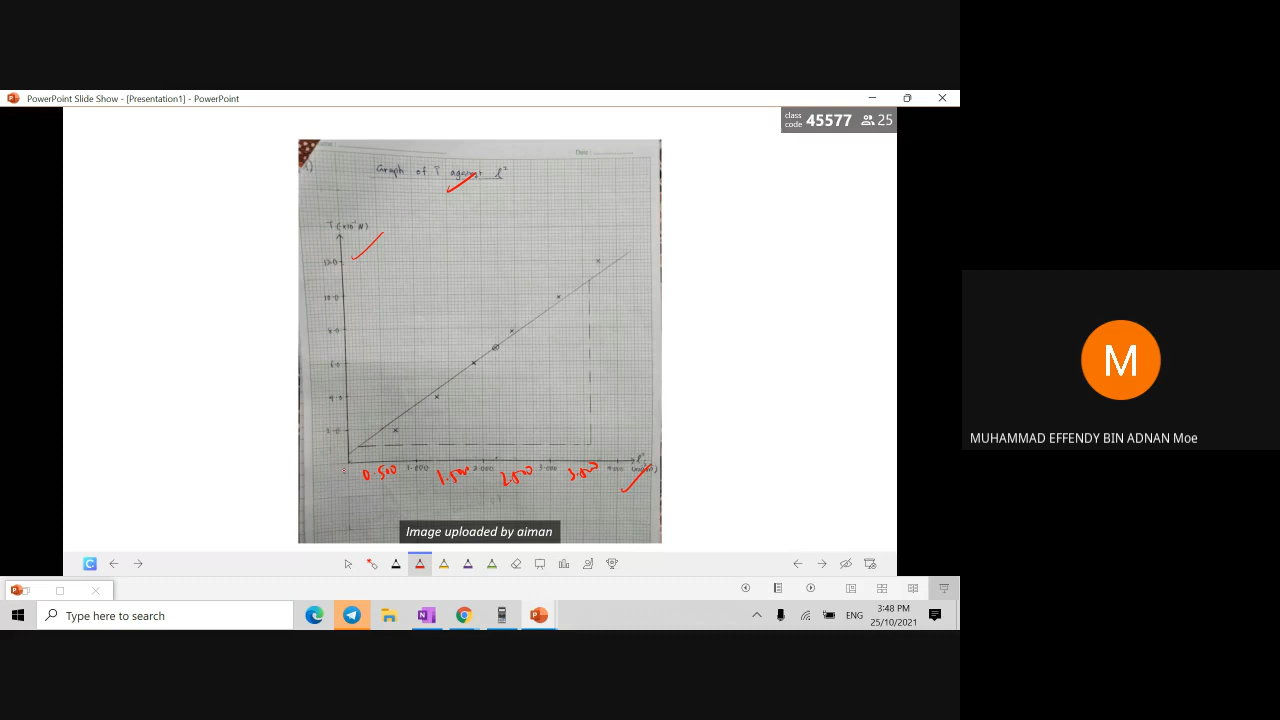 PowerPoint Slide Show - [Presentation1] - PowerPoint
class code 45577 25
Date:
Graph of T against l²
12.0
10.0
8.0
6.0
4.0
2.0
1.000 2.000 3.000 4.000
0.500 1.500 2.500 3.500
Image uploaded by aiman
M
MUHAMMAD EFFENDY BIN ADNAN Moe
Type here to search
ENG
3:48 PM
25/10/2021